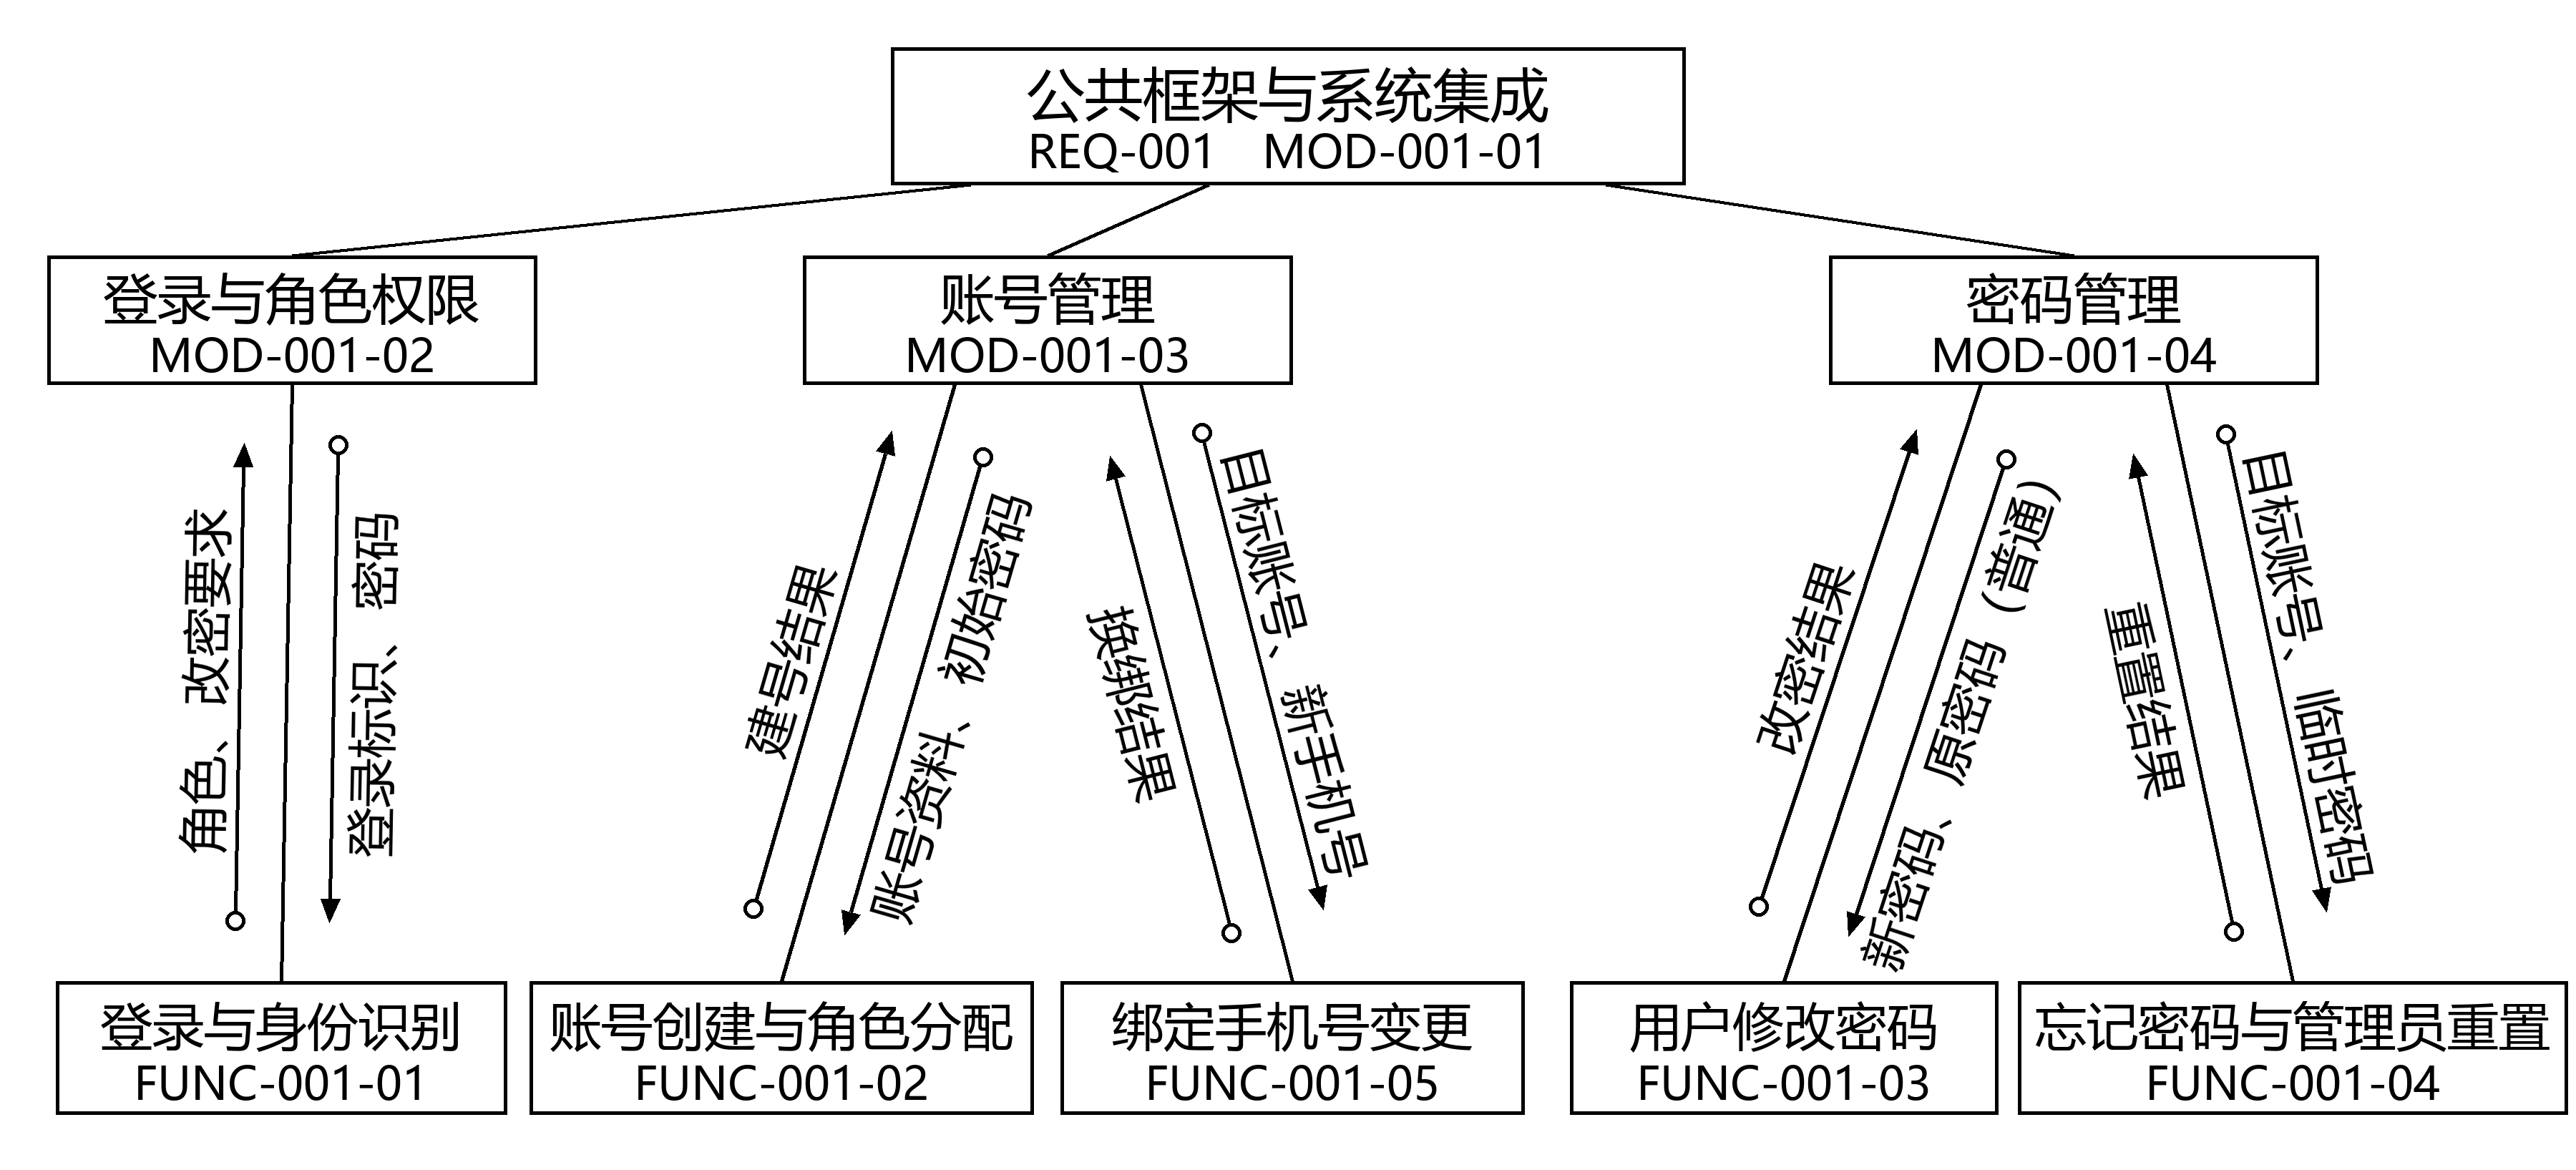 公共框架与系统集成
REQ-001 MOD-001-01
登录与角色权限
MOD-001-02
账号管理
MOD-001-03
密码管理
MOD-001-04
角色、改密要求
登录标识、密码
建号结果
账号资料、初始密码
换绑结果
目标账号、新手机号
改密结果
新密码、原密码（普通）
重置结果
目标账号、临时密码
登录与身份识别
FUNC-001-01
账号创建与角色分配
FUNC-001-02
绑定手机号变更
FUNC-001-05
用户修改密码
FUNC-001-03
忘记密码与管理员重置
FUNC-001-04